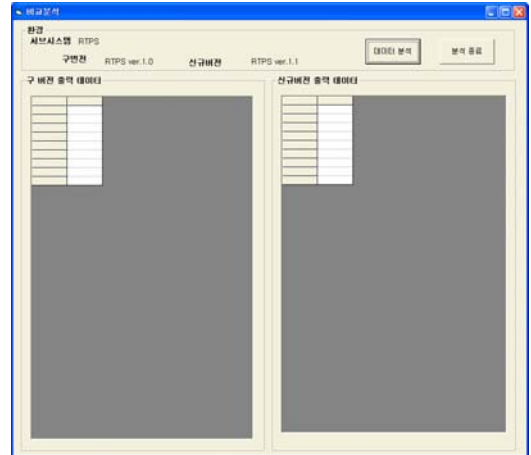 비교분석
환경
서브시스템 RTPS
구버전 RTPS ver.1.0 신규버전 RTPS ver.1.1
데이터 분석 분석 종료
구 버전 출력 데이터
신규버전 출력 데이터